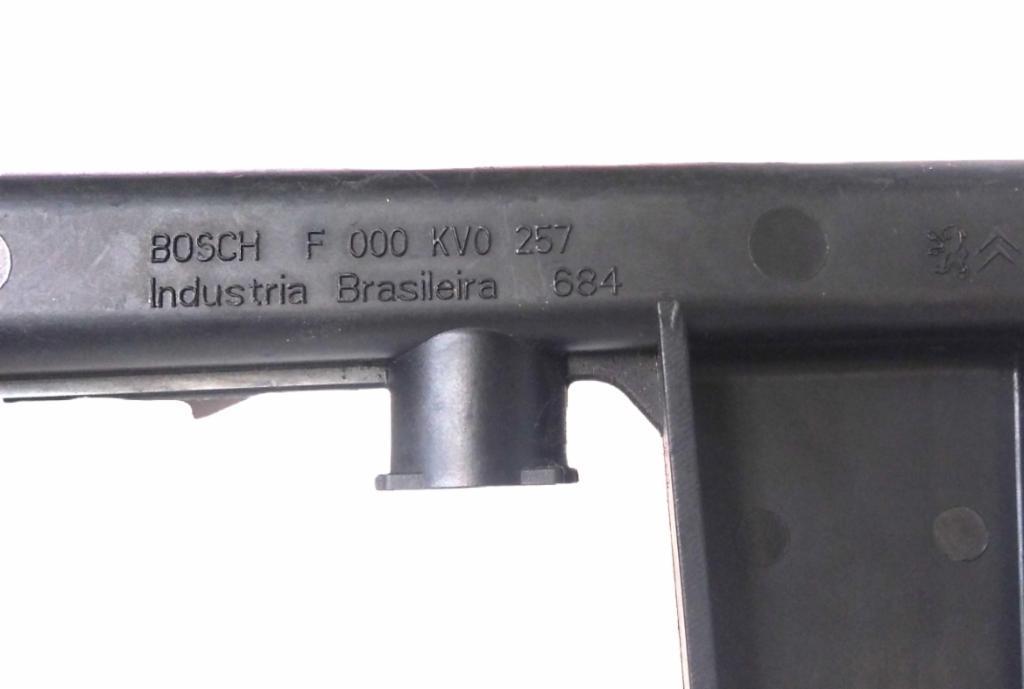 BOSCH F 000 KV0 257
Industria Brasileira 684